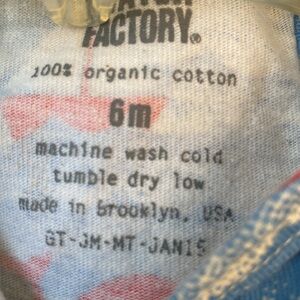 FACTORY®
100% organic cotton
6m
machine wash cold
tumble dry low
made in Brooklyn, USA
GT-JM-MT-JAN15